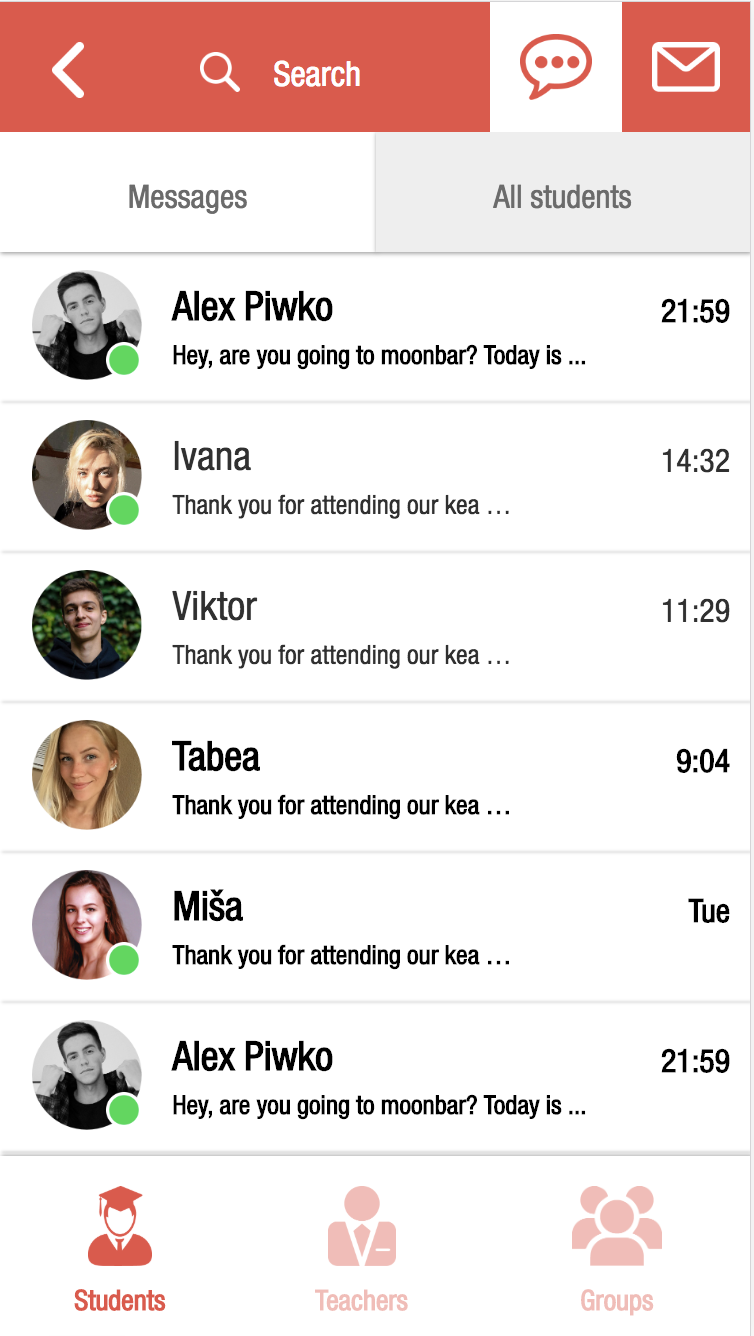 Search
Messages
All students
Alex Piwko
21:59
Hey, are you going to moonbar? Today is ...
Ivana
14:32
Thank you for attending our kea …
Viktor
11:29
Thank you for attending our kea …
Tabea
9:04
Thank you for attending our kea …
Miša
Tue
Thank you for attending our kea …
Alex Piwko
21:59
Hey, are you going to moonbar? Today is ...
Students
Teachers
Groups